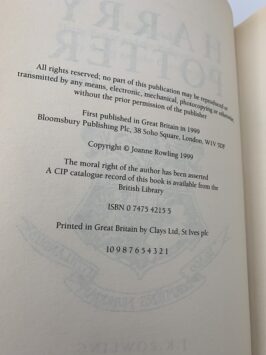 All rights reserved; no part of this publication may be reproduced or
transmitted by any means, electronic, mechanical, photocopying or otherwise
without the prior permission of the publisher
First published in Great Britain in 1999
Bloomsbury Publishing Plc, 38 Soho Square, London, W1V 5DF
Copyright © Joanne Rowling 1999
The moral right of the author has been asserted
A CIP catalogue record of this book is available from the
British Library
ISBN 0 7475 4215 5
Printed in Great Britain by Clays Ltd, St Ives plc
10 9 8 7 6 5 4 3 2 1